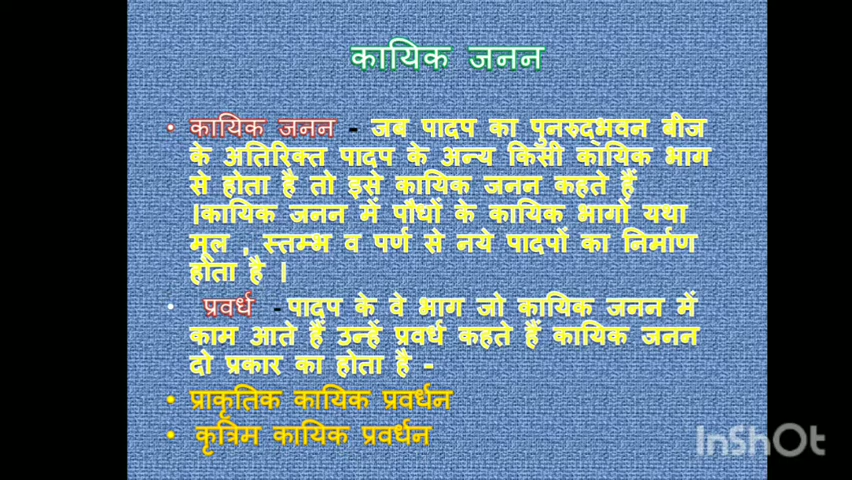 कायिक जनन
• कायिक जनन - जब पादप का पुनरुद्भवन बीज
के अतिरिक्त पादप के अन्य किसी कायिक भाग
से होता है तो इसे कायिक जनन कहते हैं
।कायिक जनन में पौधों के कायिक भागों यथा
मूल , स्तम्भ व पर्ण से नये पादपों का निर्माण
होता है ।
• प्रवर्ध -पादप के वे भाग जो कायिक जनन में
काम आते हैं उन्हें प्रवर्ध कहते हैं कायिक जनन
दो प्रकार का होता है -
• प्राकृतिक कायिक प्रवर्धन
• कृत्रिम कायिक प्रवर्धन
InShOt